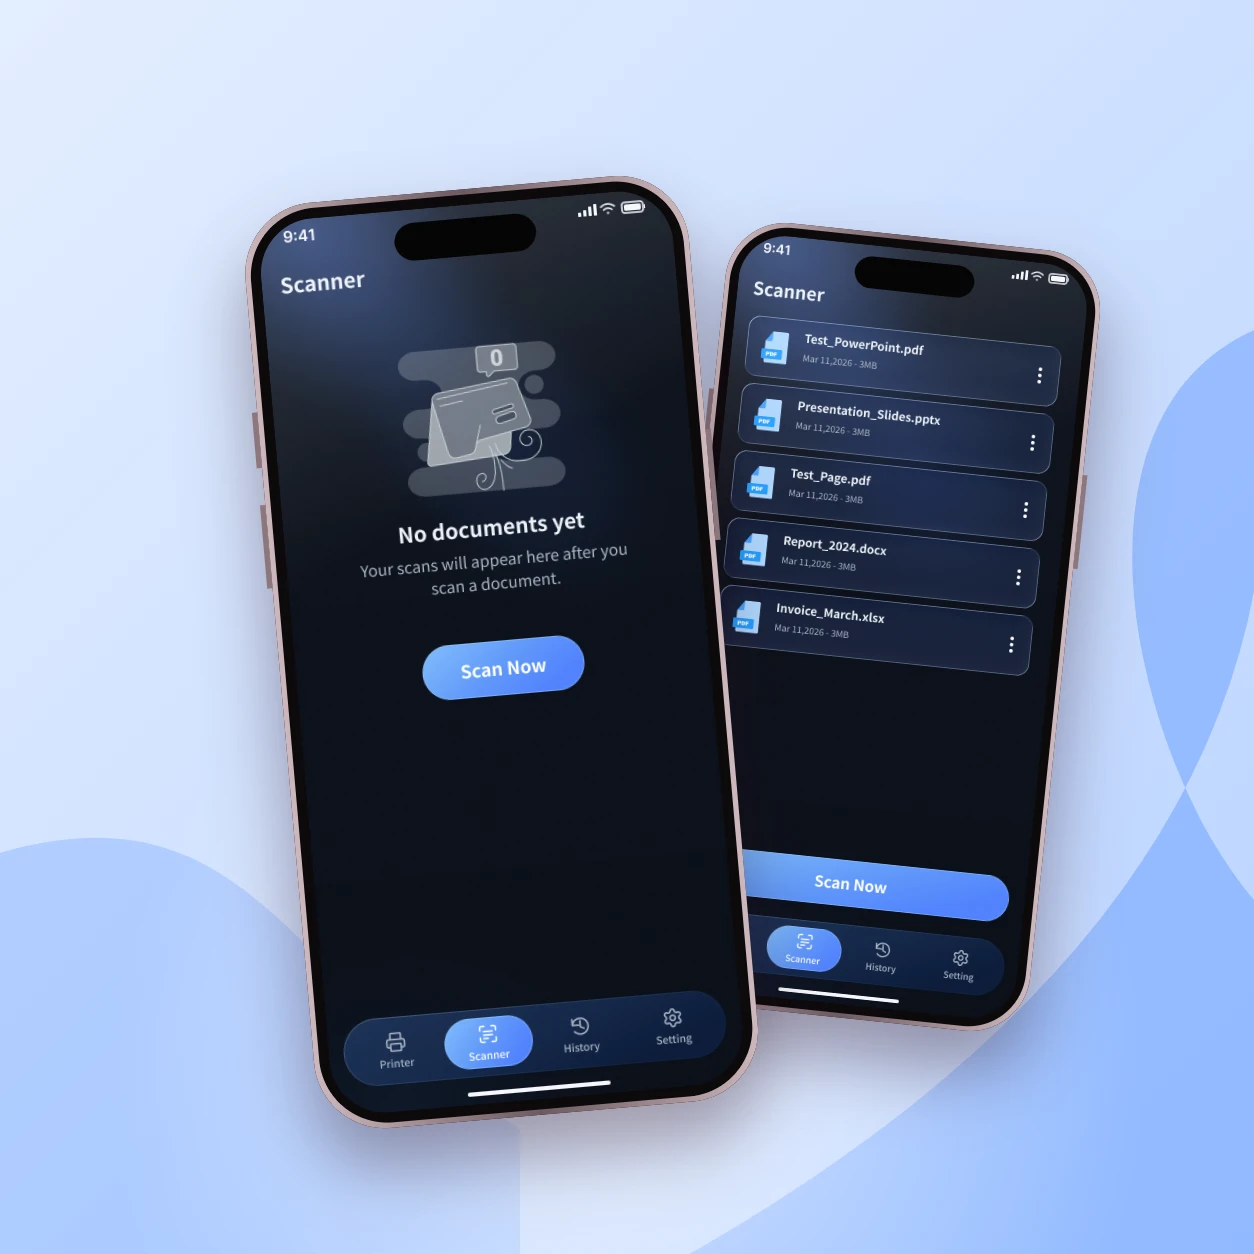 9:41
Scanner
0
No documents yet
Your scans will appear here after you
scan a document.
Scan Now
Printer
Scanner
History
Setting
9:41
Scanner
Test_PowerPoint.pdf
Mar 11,2026 - 3MB
PDF
Presentation_Slides.pptx
Mar 11,2026 - 3MB
PDF
Test_Page.pdf
Mar 11,2026 - 3MB
PDF
Report_2024.docx
Mar 11,2026 - 3MB
PDF
Invoice_March.xlsx
Mar 11,2026 - 3MB
PDF
Scan Now
Scanner
History
Setting